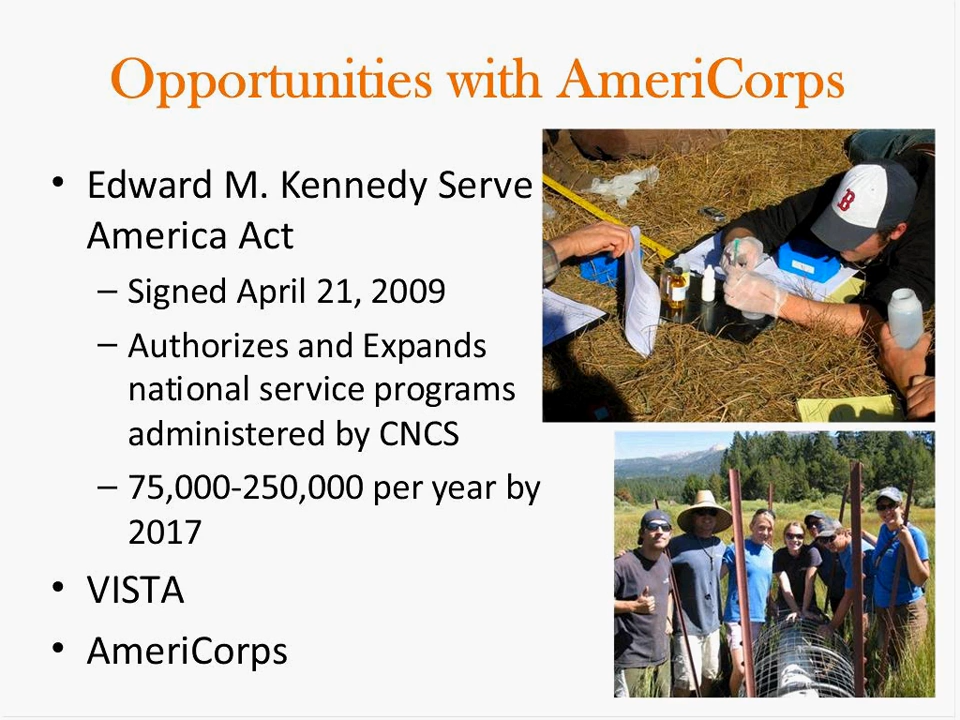 Opportunities with AmeriCorps
• Edward M. Kennedy Serve
America Act
– Signed April 21, 2009
– Authorizes and Expands
national service programs
administered by CNCS
– 75,000-250,000 per year by
2017
• VISTA
• AmeriCorps
B